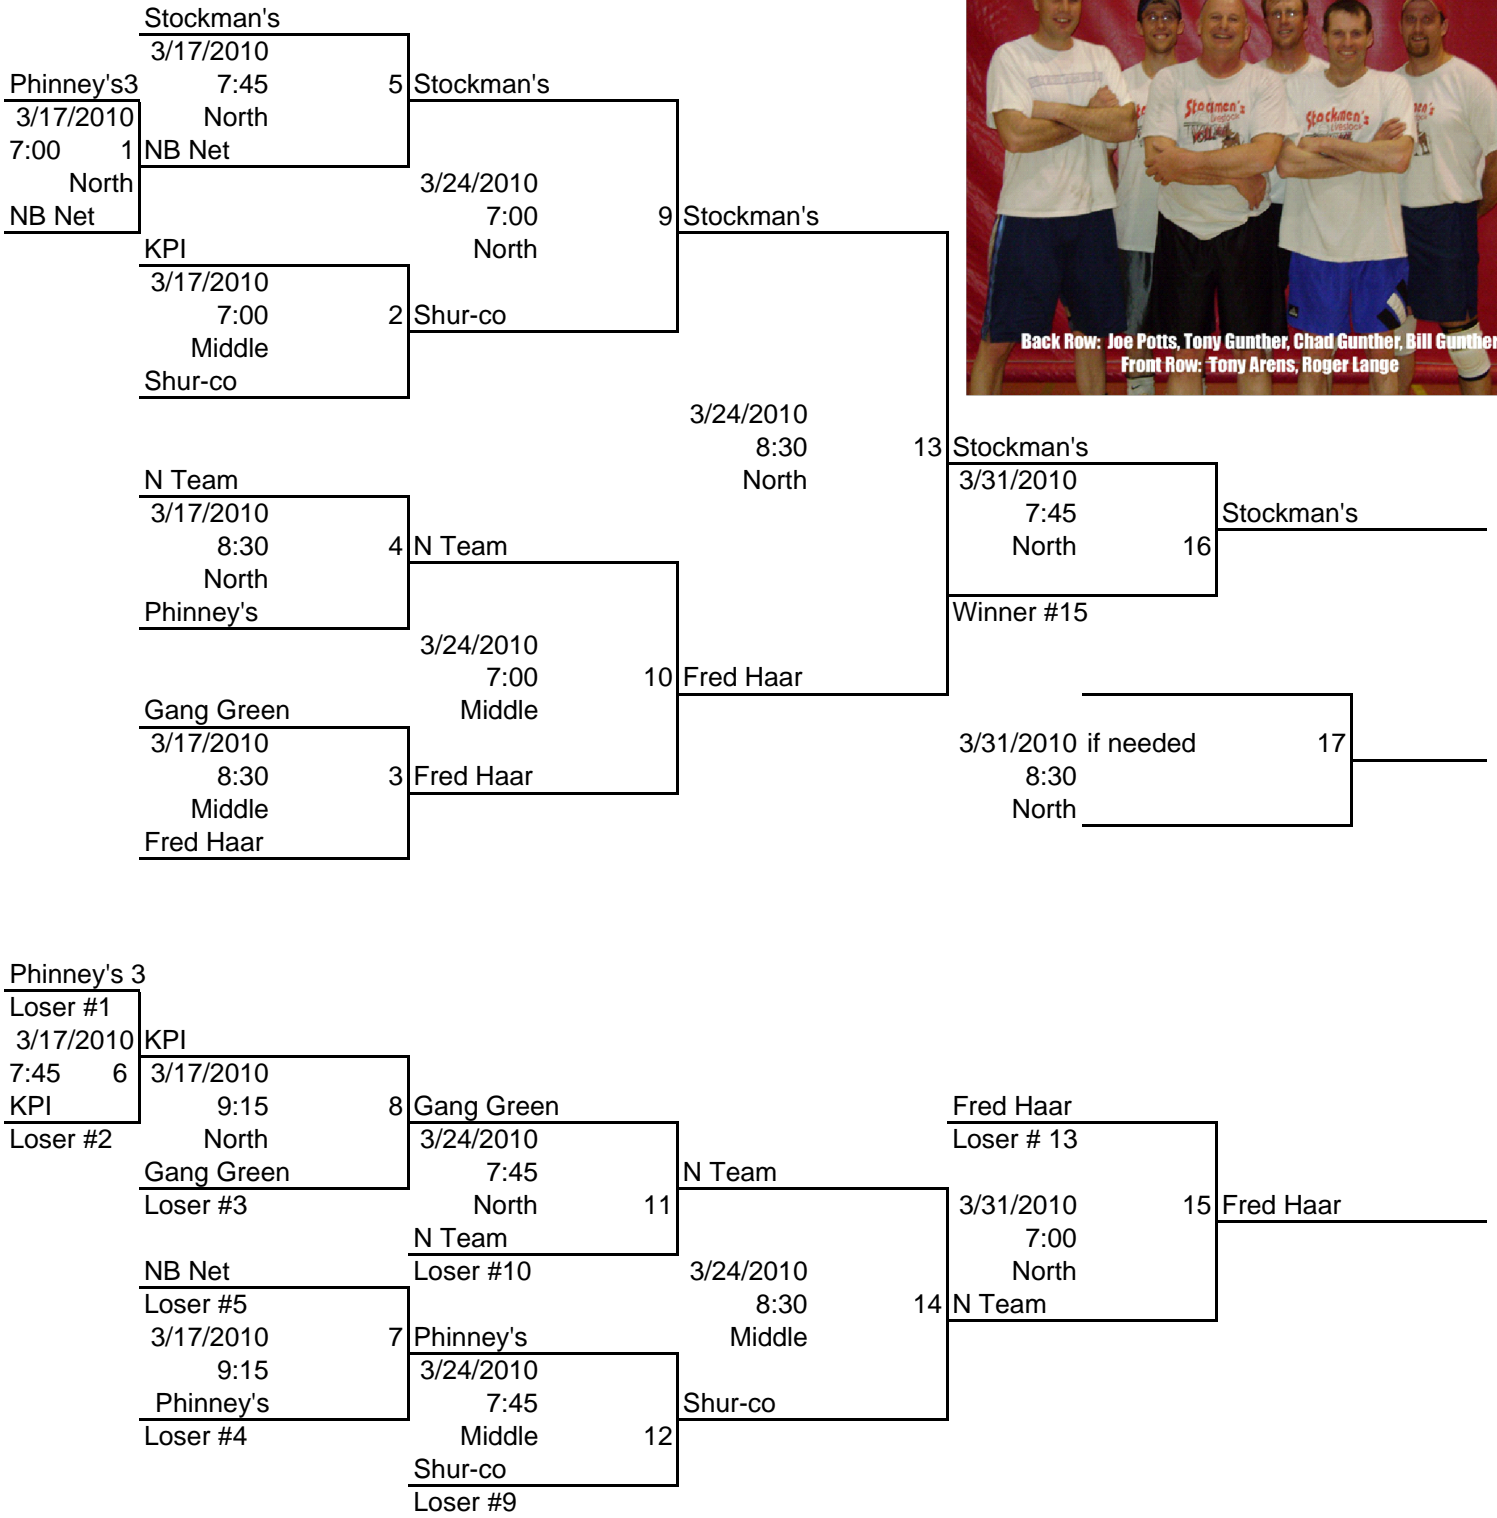 Stockman's
3/17/2010
Phinney's3 7:45 5 Stockman's
3/17/2010 North
7:00 1 NB Net
North 3/24/2010
NB Net 7:00 9 Stockman's
KPI North
3/17/2010
7:00 2 Shur-co
Middle
Shur-co
Stockmen's
Livestock
Stockmen's
Livestock
Back Row: Joe Potts, Tony Gunther, Chad Gunther, Bill Gunther
Front Row: Tony Arens, Roger Lange
3/24/2010
8:30 13 Stockman's
N Team North 3/31/2010
3/17/2010 7:45 Stockman's
8:30 4 N Team North 16
North
Phinney's Winner #15
3/24/2010
7:00 10 Fred Haar
Gang Green Middle
3/17/2010 3/31/2010 if needed 17
8:30 3 Fred Haar 8:30
Middle North
Fred Haar
Phinney's 3
Loser #1
3/17/2010 KPI
7:45 6 3/17/2010
KPI 9:15 8 Gang Green Fred Haar
Loser #2 North 3/24/2010 Loser # 13
Gang Green 7:45 N Team
Loser #3 North 11 3/31/2010 15 Fred Haar
N Team 7:00
NB Net Loser #10 3/24/2010 North
Loser #5 8:30 14 N Team
3/17/2010 7 Phinney's Middle
9:15 3/24/2010
Phinney's 7:45 Shur-co
Loser #4 Middle 12
Shur-co
Loser #9